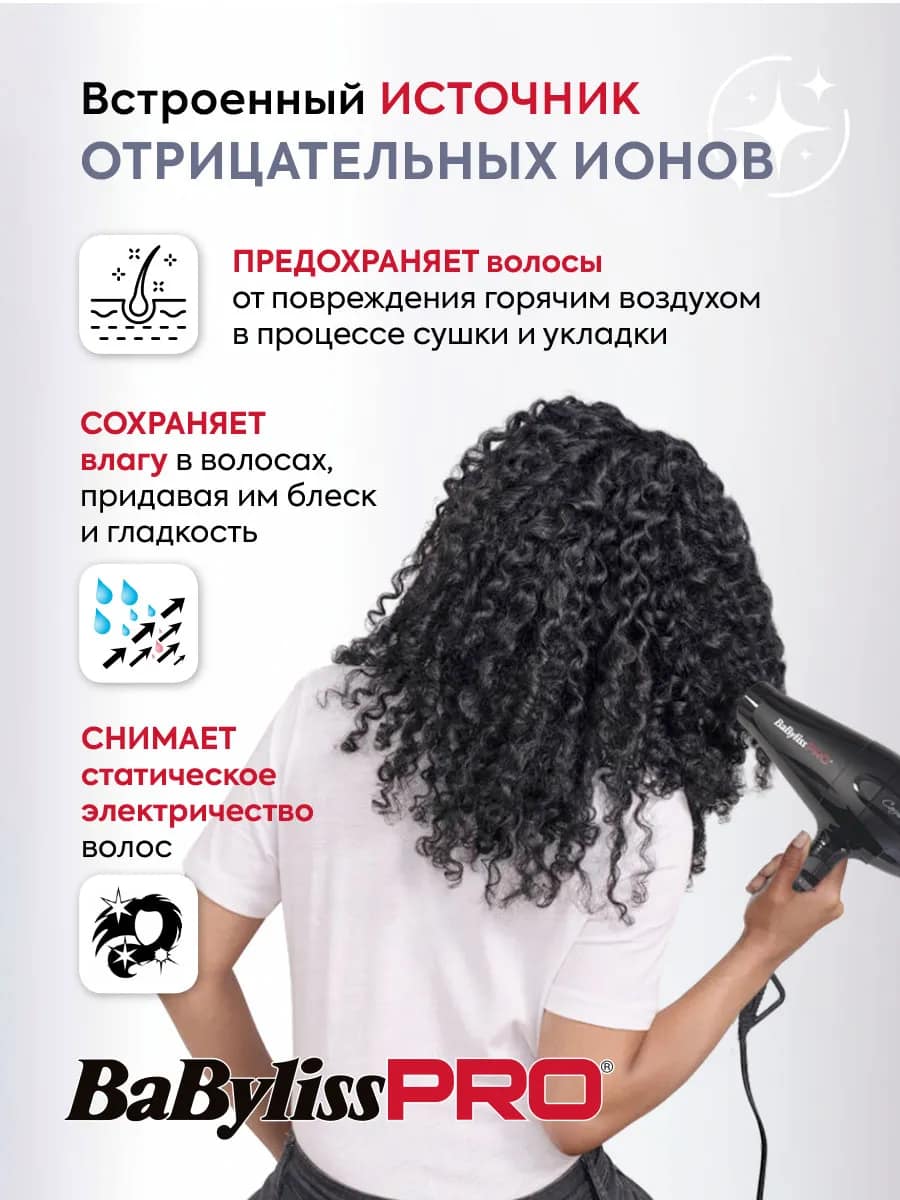 Встроенный ИСТОЧНИК
ОТРИЦАТЕЛЬНЫХ ИОНОВ
ПРЕДОХРАНЯЕТ волосы
от повреждения горячим воздухом
в процессе сушки и укладки
СОХРАНЯЕТ
влагу в волосах,
придавая им блеск
и гладкость
СНИМАЕТ
статическое
электричество
волос
BaBylissPRO
BaBylissPRO®